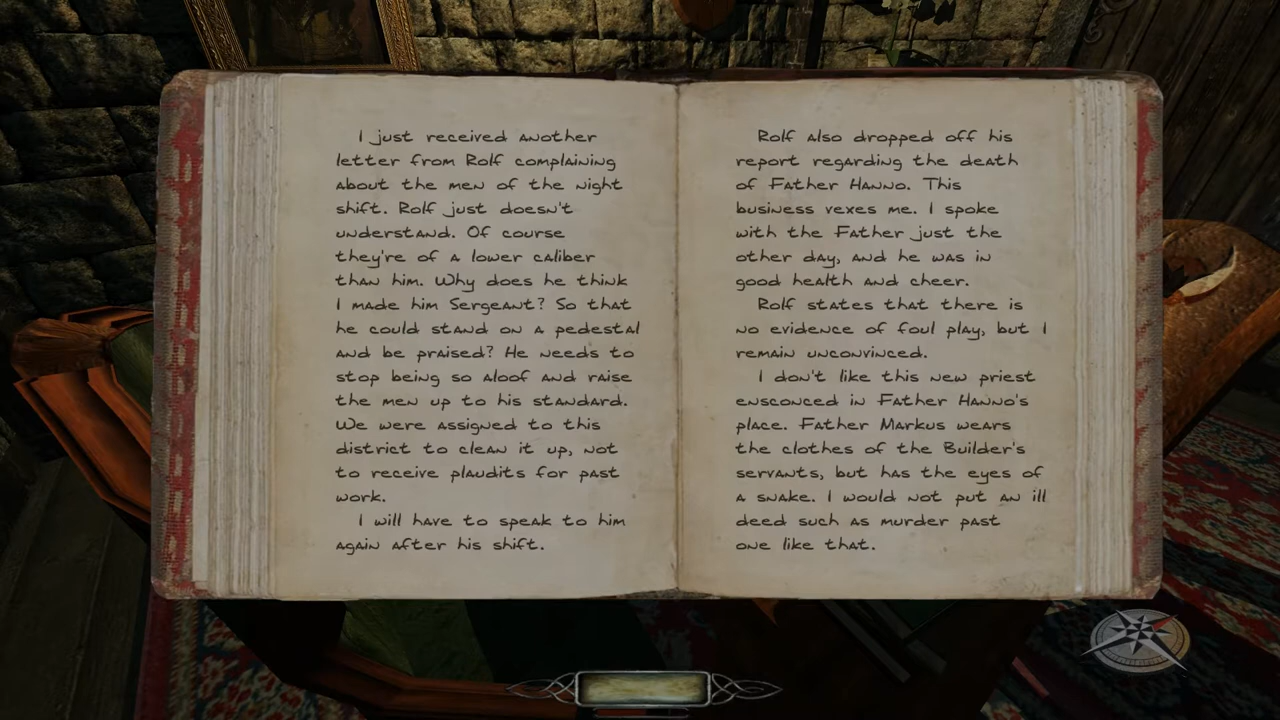 I just received another
letter from Rolf complaining
about the men of the night
shift. Rolf just doesn't
understand. Of course
they're of a lower caliber
than him. Why does he think
I made him Sergeant? So that
he could stand on a pedestal
and be praised? He needs to
stop being so aloof and raise
the men up to his standard.
We were assigned to this
district to clean it up, not
to receive plaudits for past
work.
I will have to speak to him
again after his shift.
Rolf also dropped off his
report regarding the death
of Father Hanno. This
business vexes me. I spoke
with the Father just the
other day, and he was in
good health and cheer.
Rolf states that there is
no evidence of foul play, but I
remain unconvinced.
I don't like this new priest
ensconced in Father Hanno's
place. Father Markus wears
the clothes of the Builder's
servants, but has the eyes of
a snake. I would not put an ill
deed such as murder past
one like that.